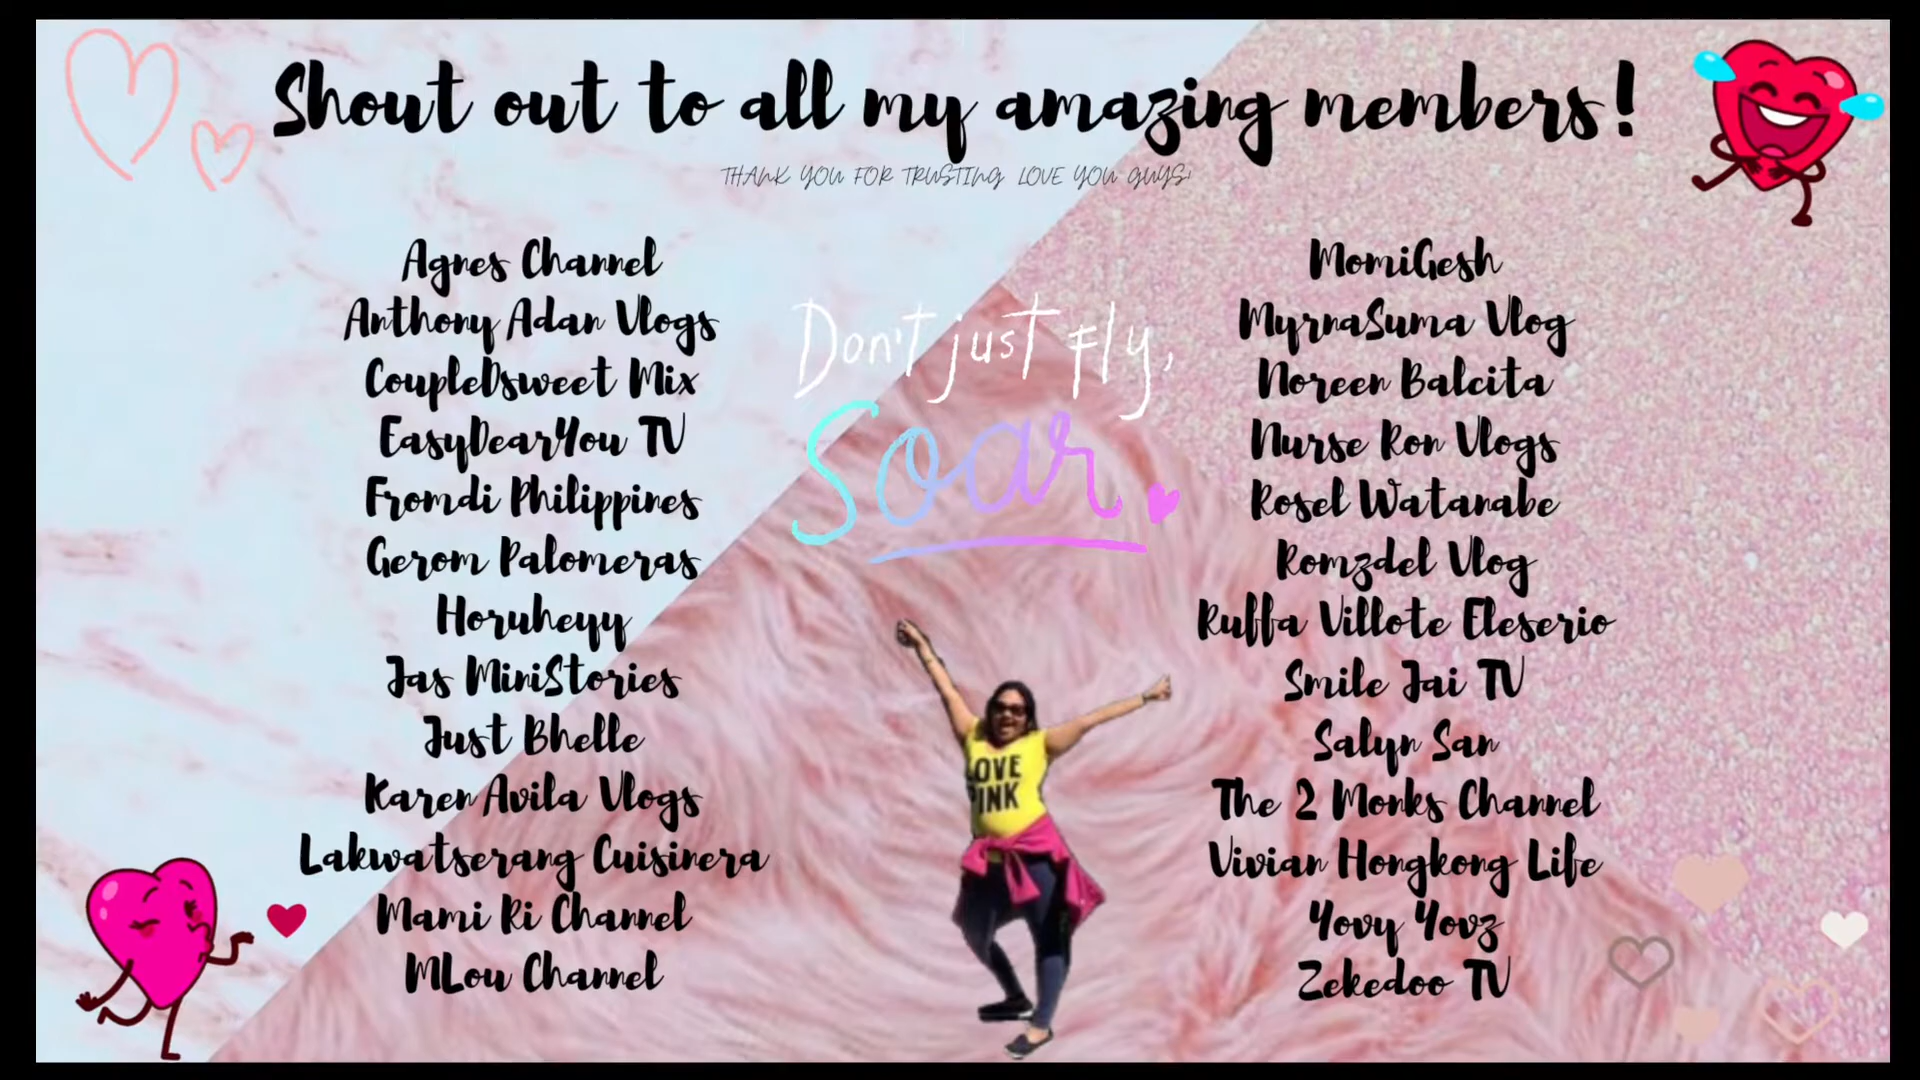 Shout out to all my amazing members!
THANK YOU FOR TRUSTING LOVE YOU GUYS!
Agnes Channel
Anthony Adan Vlogs
CoupleDsweet Mix
EasyDearYou TV
Fromdi Philippines
Gerom Palomeras
Horuheyy
Jas MiniStories
Just Bhelle
Karen Avila Vlogs
Lakwatserang Cuisinera
Mami Ri Channel
MLou Channel
Don't just fly,
Soar.
LOVE
PINK
MomiGesh
MyrnaSuma Vlog
Noreen Balcita
Nurse Ron Vlogs
Rosel Watanabe
Romzdel Vlog
Ruffa Villote Eleserio
Smile Jai TV
Salyn San
The 2 Monks Channel
Vivian Hongkong Life
Yovy Yovz
Zekedoo TV